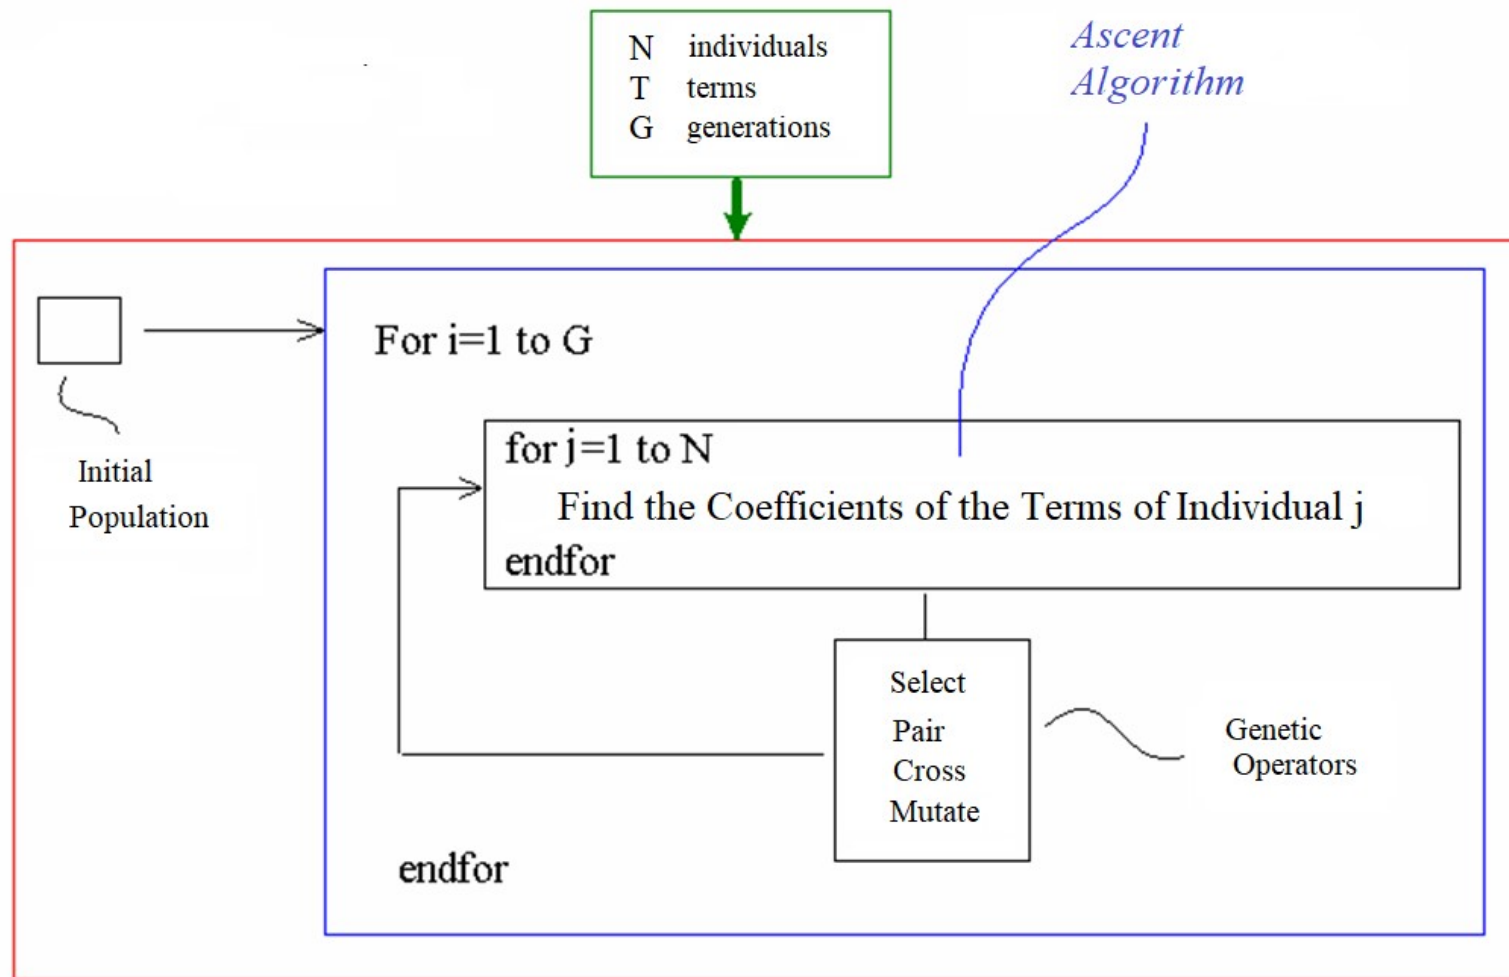 N individuals
T terms
G generations
Ascent
Algorithm
Initial
Population
For i=1 to G
for j=1 to N
Find the Coefficients of the Terms of Individual j
endfor
Select
Pair
Cross
Mutate
Genetic
Operators
endfor